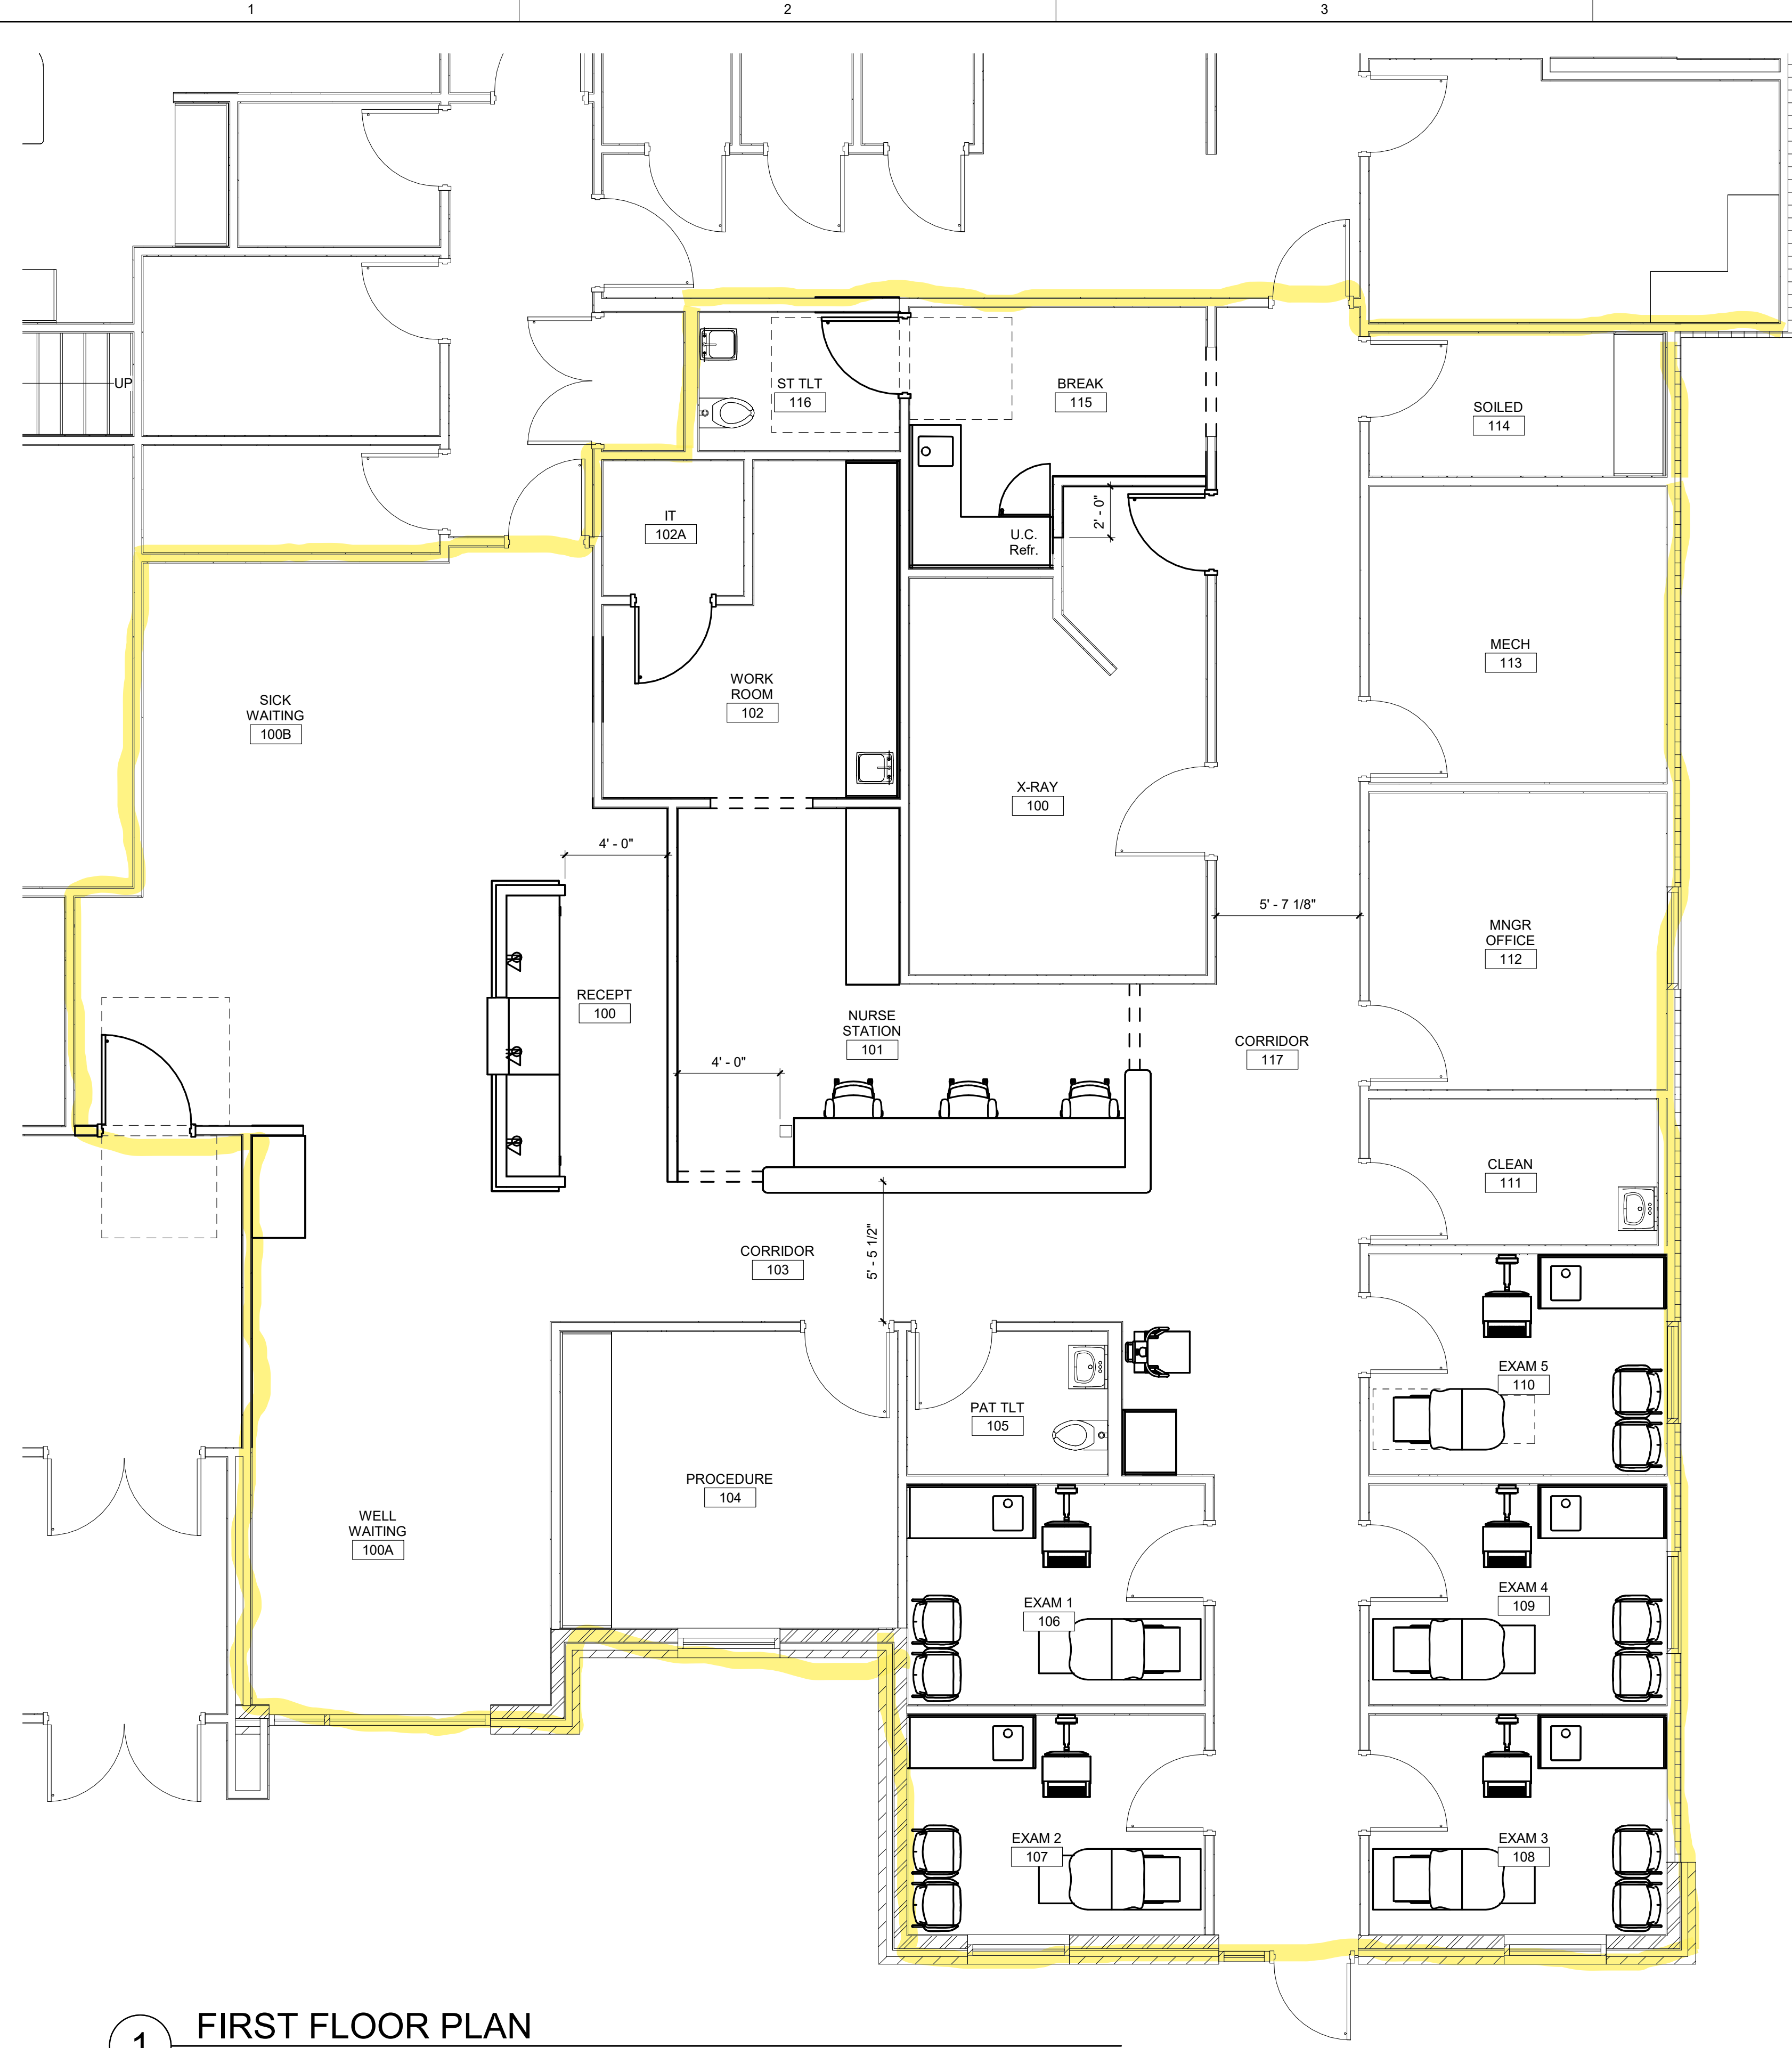 1 2 3
UP
ST TLT
116
BREAK
115
SOILED
114
IT
102A
2' - 0"
U.C.
Refr.
MECH
113
SICK
WAITING
100B
WORK
ROOM
102
X-RAY
100
4' - 0"
5' - 7 1/8"
MNGR
OFFICE
112
RECEPT
100
NURSE
STATION
101
CORRIDOR
117
4' - 0"
CLEAN
111
CORRIDOR
103
5' - 5 1/2"
EXAM 5
110
PAT TLT
105
PROCEDURE
104
WELL
WAITING
100A
EXAM 1
106
EXAM 4
109
EXAM 2
107
EXAM 3
108
1 FIRST FLOOR PLAN